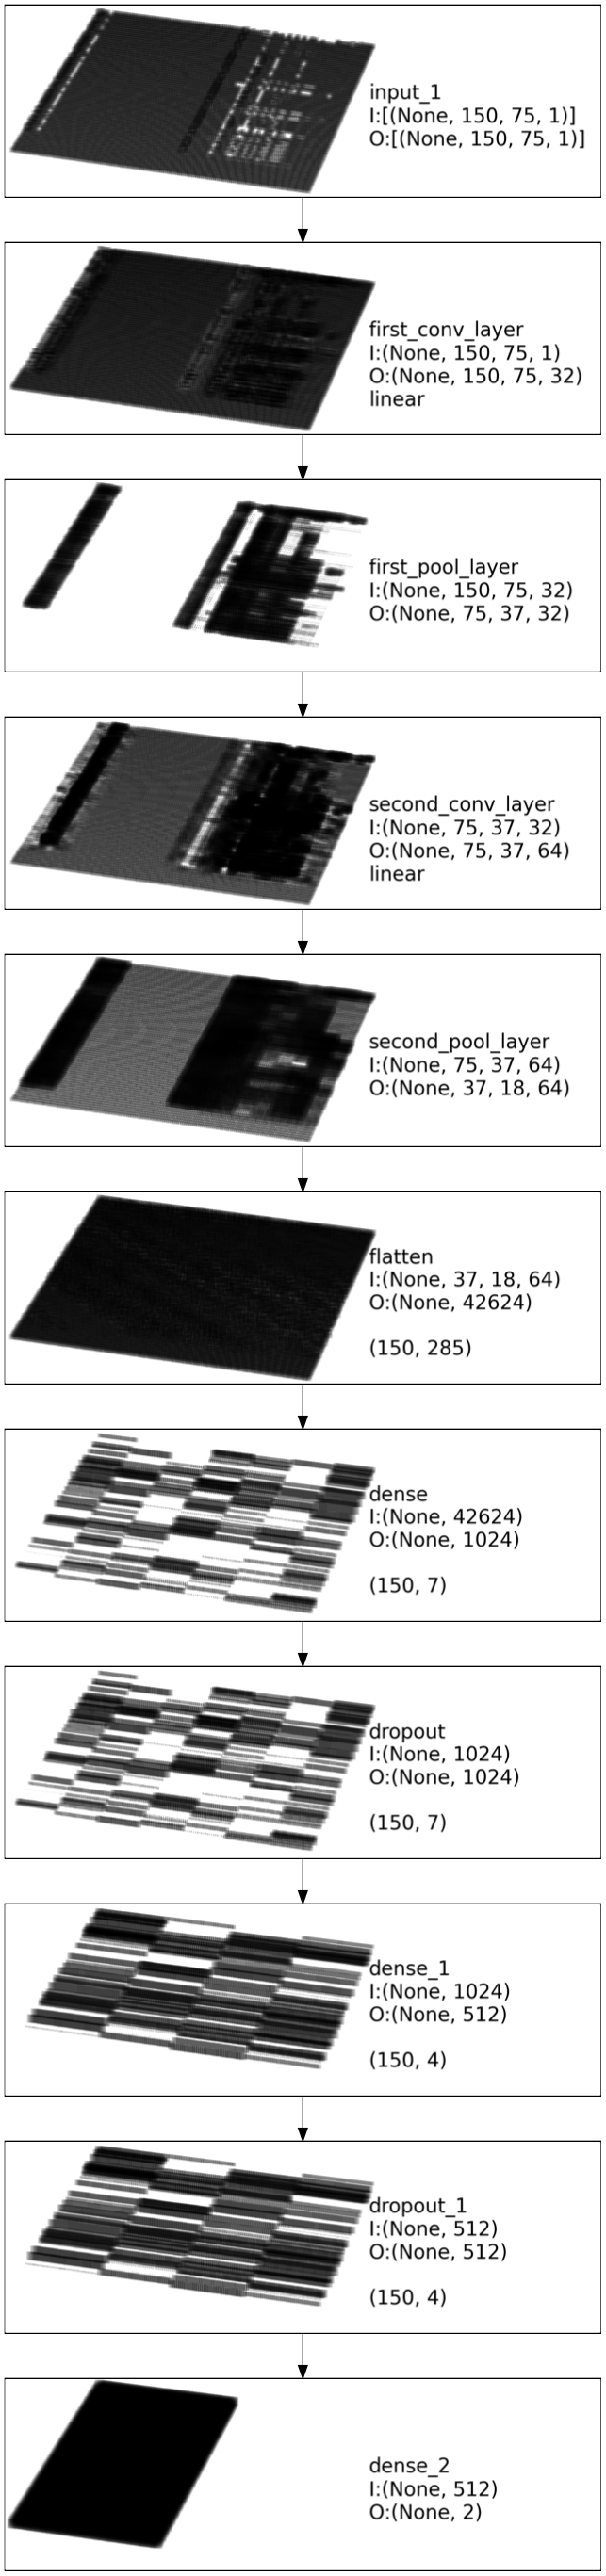 input_1
I:[(None, 150, 75, 1)]
O:[(None, 150, 75, 1)]
first_conv_layer
I:(None, 150, 75, 1)
O:(None, 150, 75, 32)
linear
first_pool_layer
I:(None, 150, 75, 32)
O:(None, 75, 37, 32)
second_conv_layer
I:(None, 75, 37, 32)
O:(None, 75, 37, 64)
linear
second_pool_layer
I:(None, 75, 37, 64)
O:(None, 37, 18, 64)
flatten
I:(None, 37, 18, 64)
O:(None, 42624)
(150, 285)
dense
I:(None, 42624)
O:(None, 1024)
(150, 7)
dropout
I:(None, 1024)
O:(None, 1024)
(150, 7)
dense_1
I:(None, 1024)
O:(None, 512)
(150, 4)
dropout_1
I:(None, 512)
O:(None, 512)
(150, 4)
dense_2
I:(None, 512)
O:(None, 2)